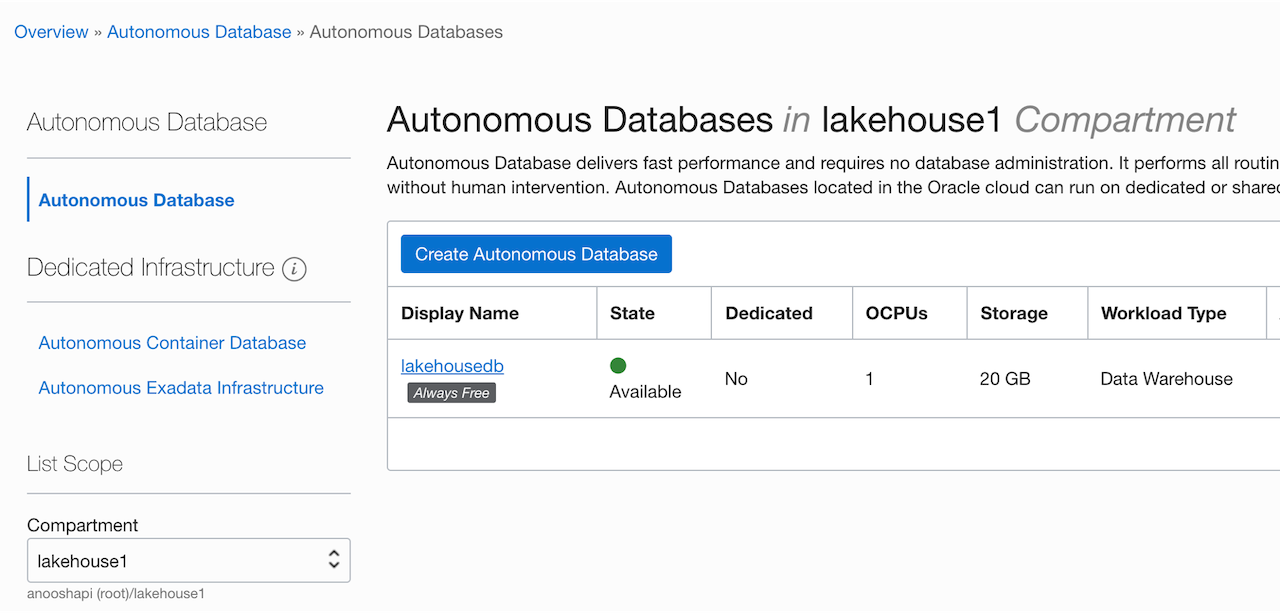 Overview » Autonomous Database » Autonomous Databases
Autonomous Database
Autonomous Database
Dedicated Infrastructure i
Autonomous Container Database
Autonomous Exadata Infrastructure
List Scope
Compartment
lakehouse1
anooshapi (root)/lakehouse1
Autonomous Databases in lakehouse1 Compartment
Autonomous Database delivers fast performance and requires no database administration. It performs all routin
without human intervention. Autonomous Databases located in the Oracle cloud can run on dedicated or shared
Create Autonomous Database
Display Name State Dedicated OCPUs Storage Workload Type
lakehousedb Available No 1 20 GB Data Warehouse
Always Free